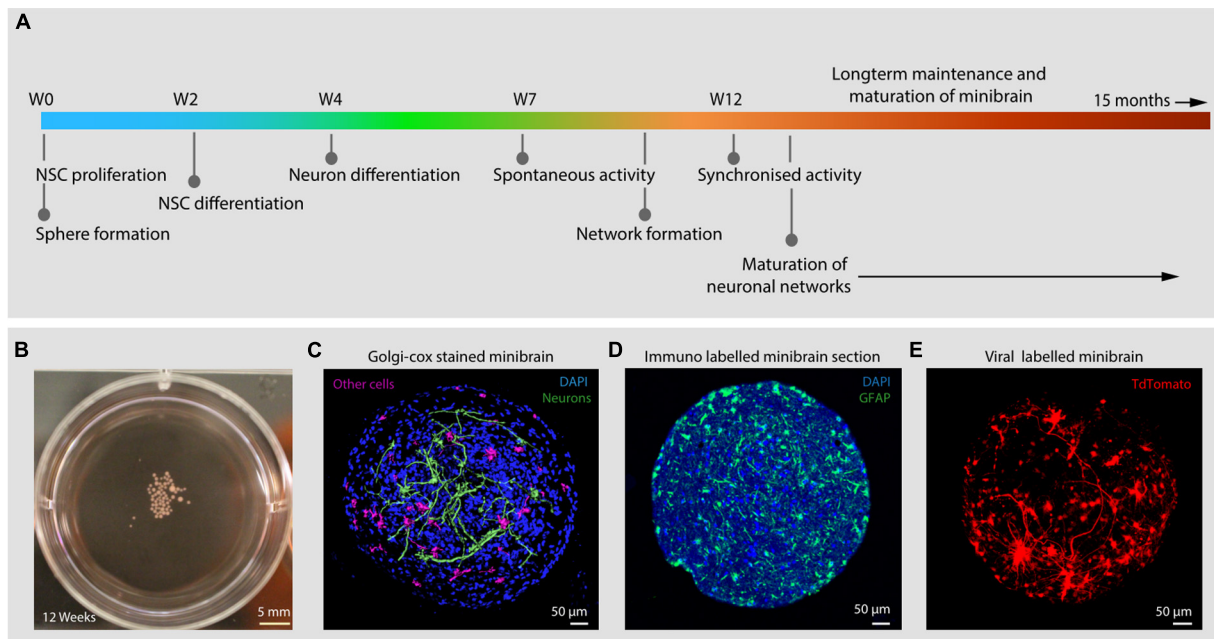 A
Longterm maintenance and
maturation of minibrain
W0
W2
W4
W7
W12
15 months
NSC proliferation
Neuron differentiation
Spontaneous activity
Synchronised activity
NSC differentiation
Sphere formation
Network formation
Maturation of
neuronal networks
B
12 Weeks
5 mm
C
Golgi-cox stained minibrain
Other cells
DAPI
Neurons
50 µm
D
Immuno labelled minibrain section
DAPI
GFAP
50 µm
E
Viral labelled minibrain
TdTomato
50 µm